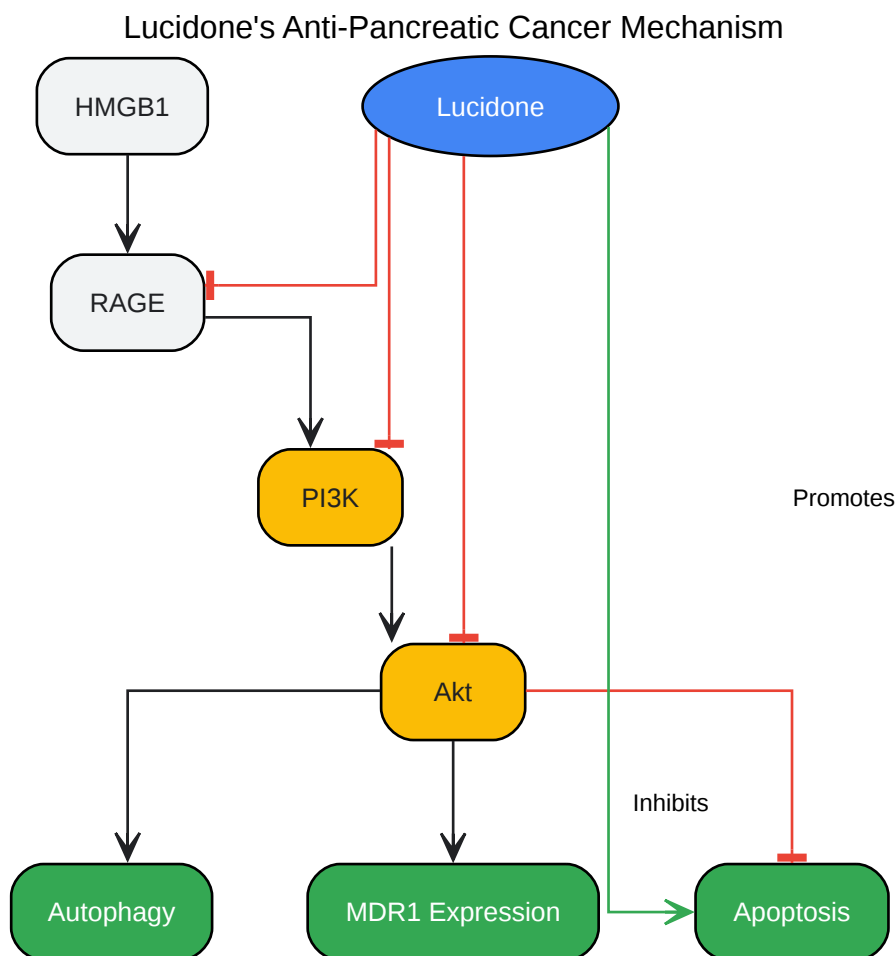 Lucidone's Anti-Pancreatic Cancer Mechanism
HMGB1
Lucidone
RAGE
PI3K
Promotes
Akt
Inhibits
Autophagy
MDR1 Expression
Apoptosis